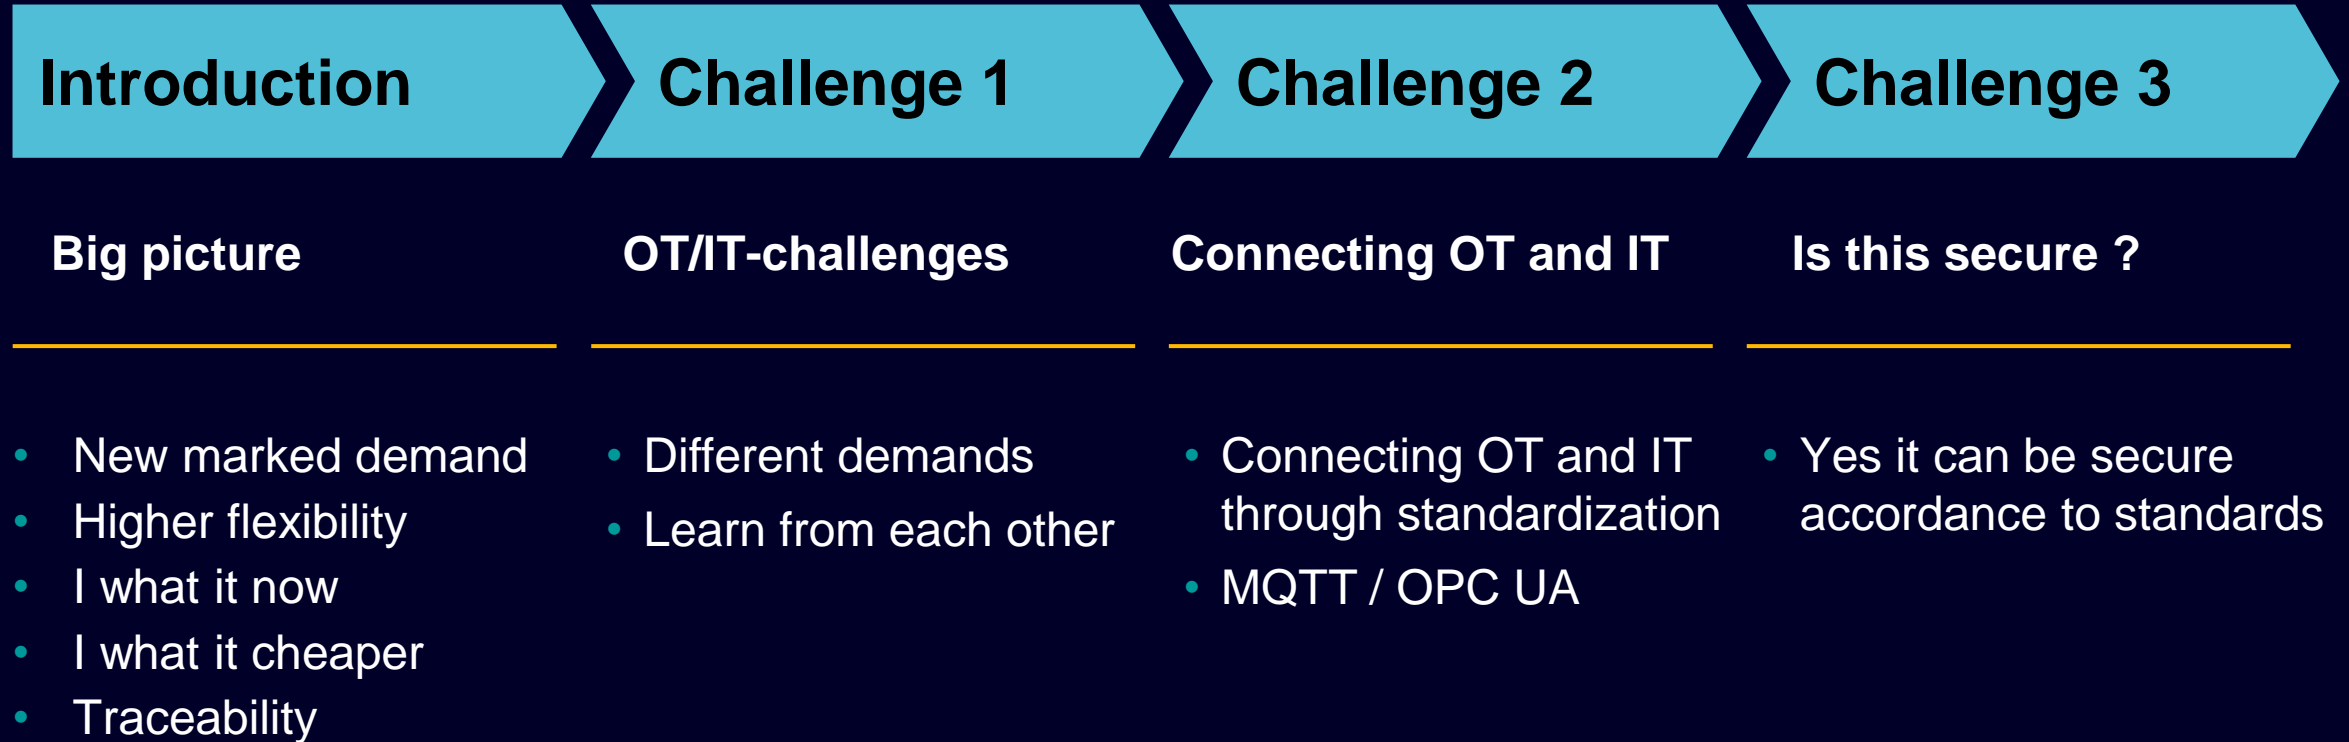 Introduction
Big picture
• New marked demand
• Higher flexibility
• I what it now
• I what it cheaper
• Traceability
Challenge 1
OT/IT-challenges
• Different demands
• Learn from each other
Challenge 2
Connecting OT and IT
• Connecting OT and IT
through standardization
• MQTT / OPC UA
Challenge 3
Is this secure ?
• Yes it can be secure
accordance to standards